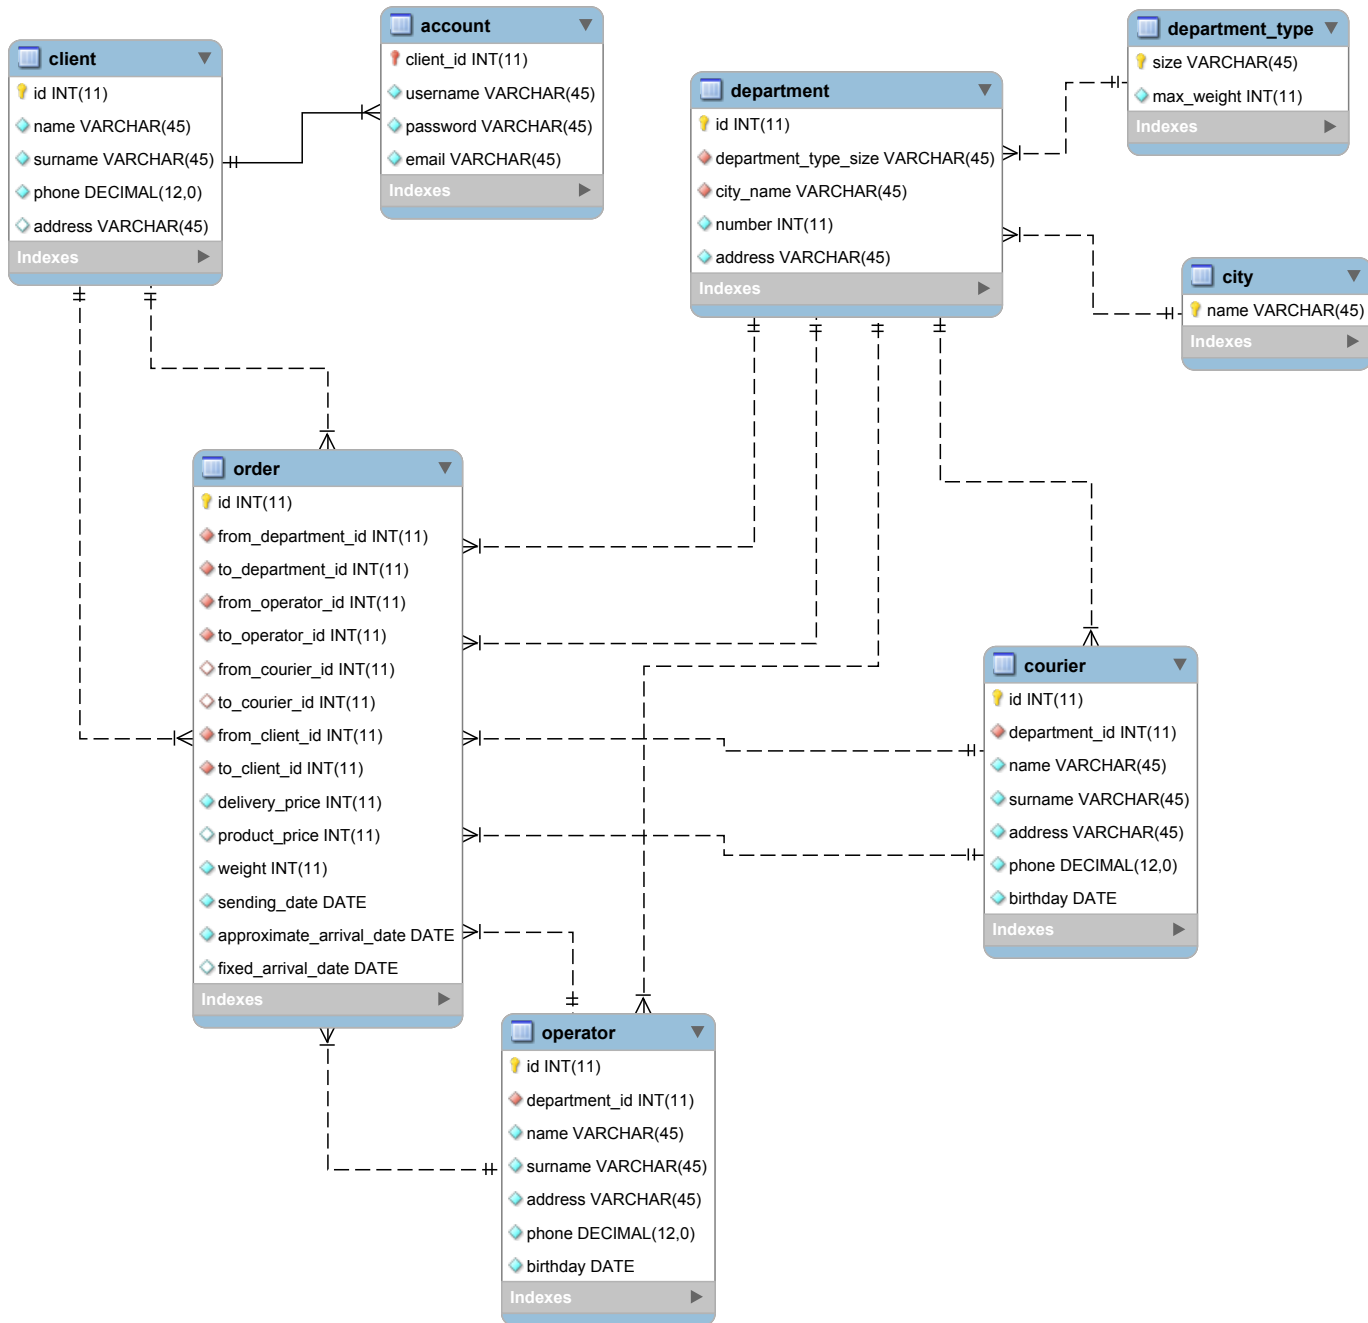 client
id INT(11)
name VARCHAR(45)
surname VARCHAR(45)
phone DECIMAL(12,0)
address VARCHAR(45)
Indexes
account
client_id INT(11)
username VARCHAR(45)
password VARCHAR(45)
email VARCHAR(45)
Indexes
department
id INT(11)
department_type_size VARCHAR(45)
city_name VARCHAR(45)
number INT(11)
address VARCHAR(45)
Indexes
department_type
size VARCHAR(45)
max_weight INT(11)
Indexes
city
name VARCHAR(45)
Indexes
order
id INT(11)
from_department_id INT(11)
to_department_id INT(11)
from_operator_id INT(11)
to_operator_id INT(11)
from_courier_id INT(11)
to_courier_id INT(11)
from_client_id INT(11)
to_client_id INT(11)
delivery_price INT(11)
product_price INT(11)
weight INT(11)
sending_date DATE
approximate_arrival_date DATE
fixed_arrival_date DATE
Indexes
courier
id INT(11)
department_id INT(11)
name VARCHAR(45)
surname VARCHAR(45)
address VARCHAR(45)
phone DECIMAL(12,0)
birthday DATE
Indexes
operator
id INT(11)
department_id INT(11)
name VARCHAR(45)
surname VARCHAR(45)
address VARCHAR(45)
phone DECIMAL(12,0)
birthday DATE
Indexes